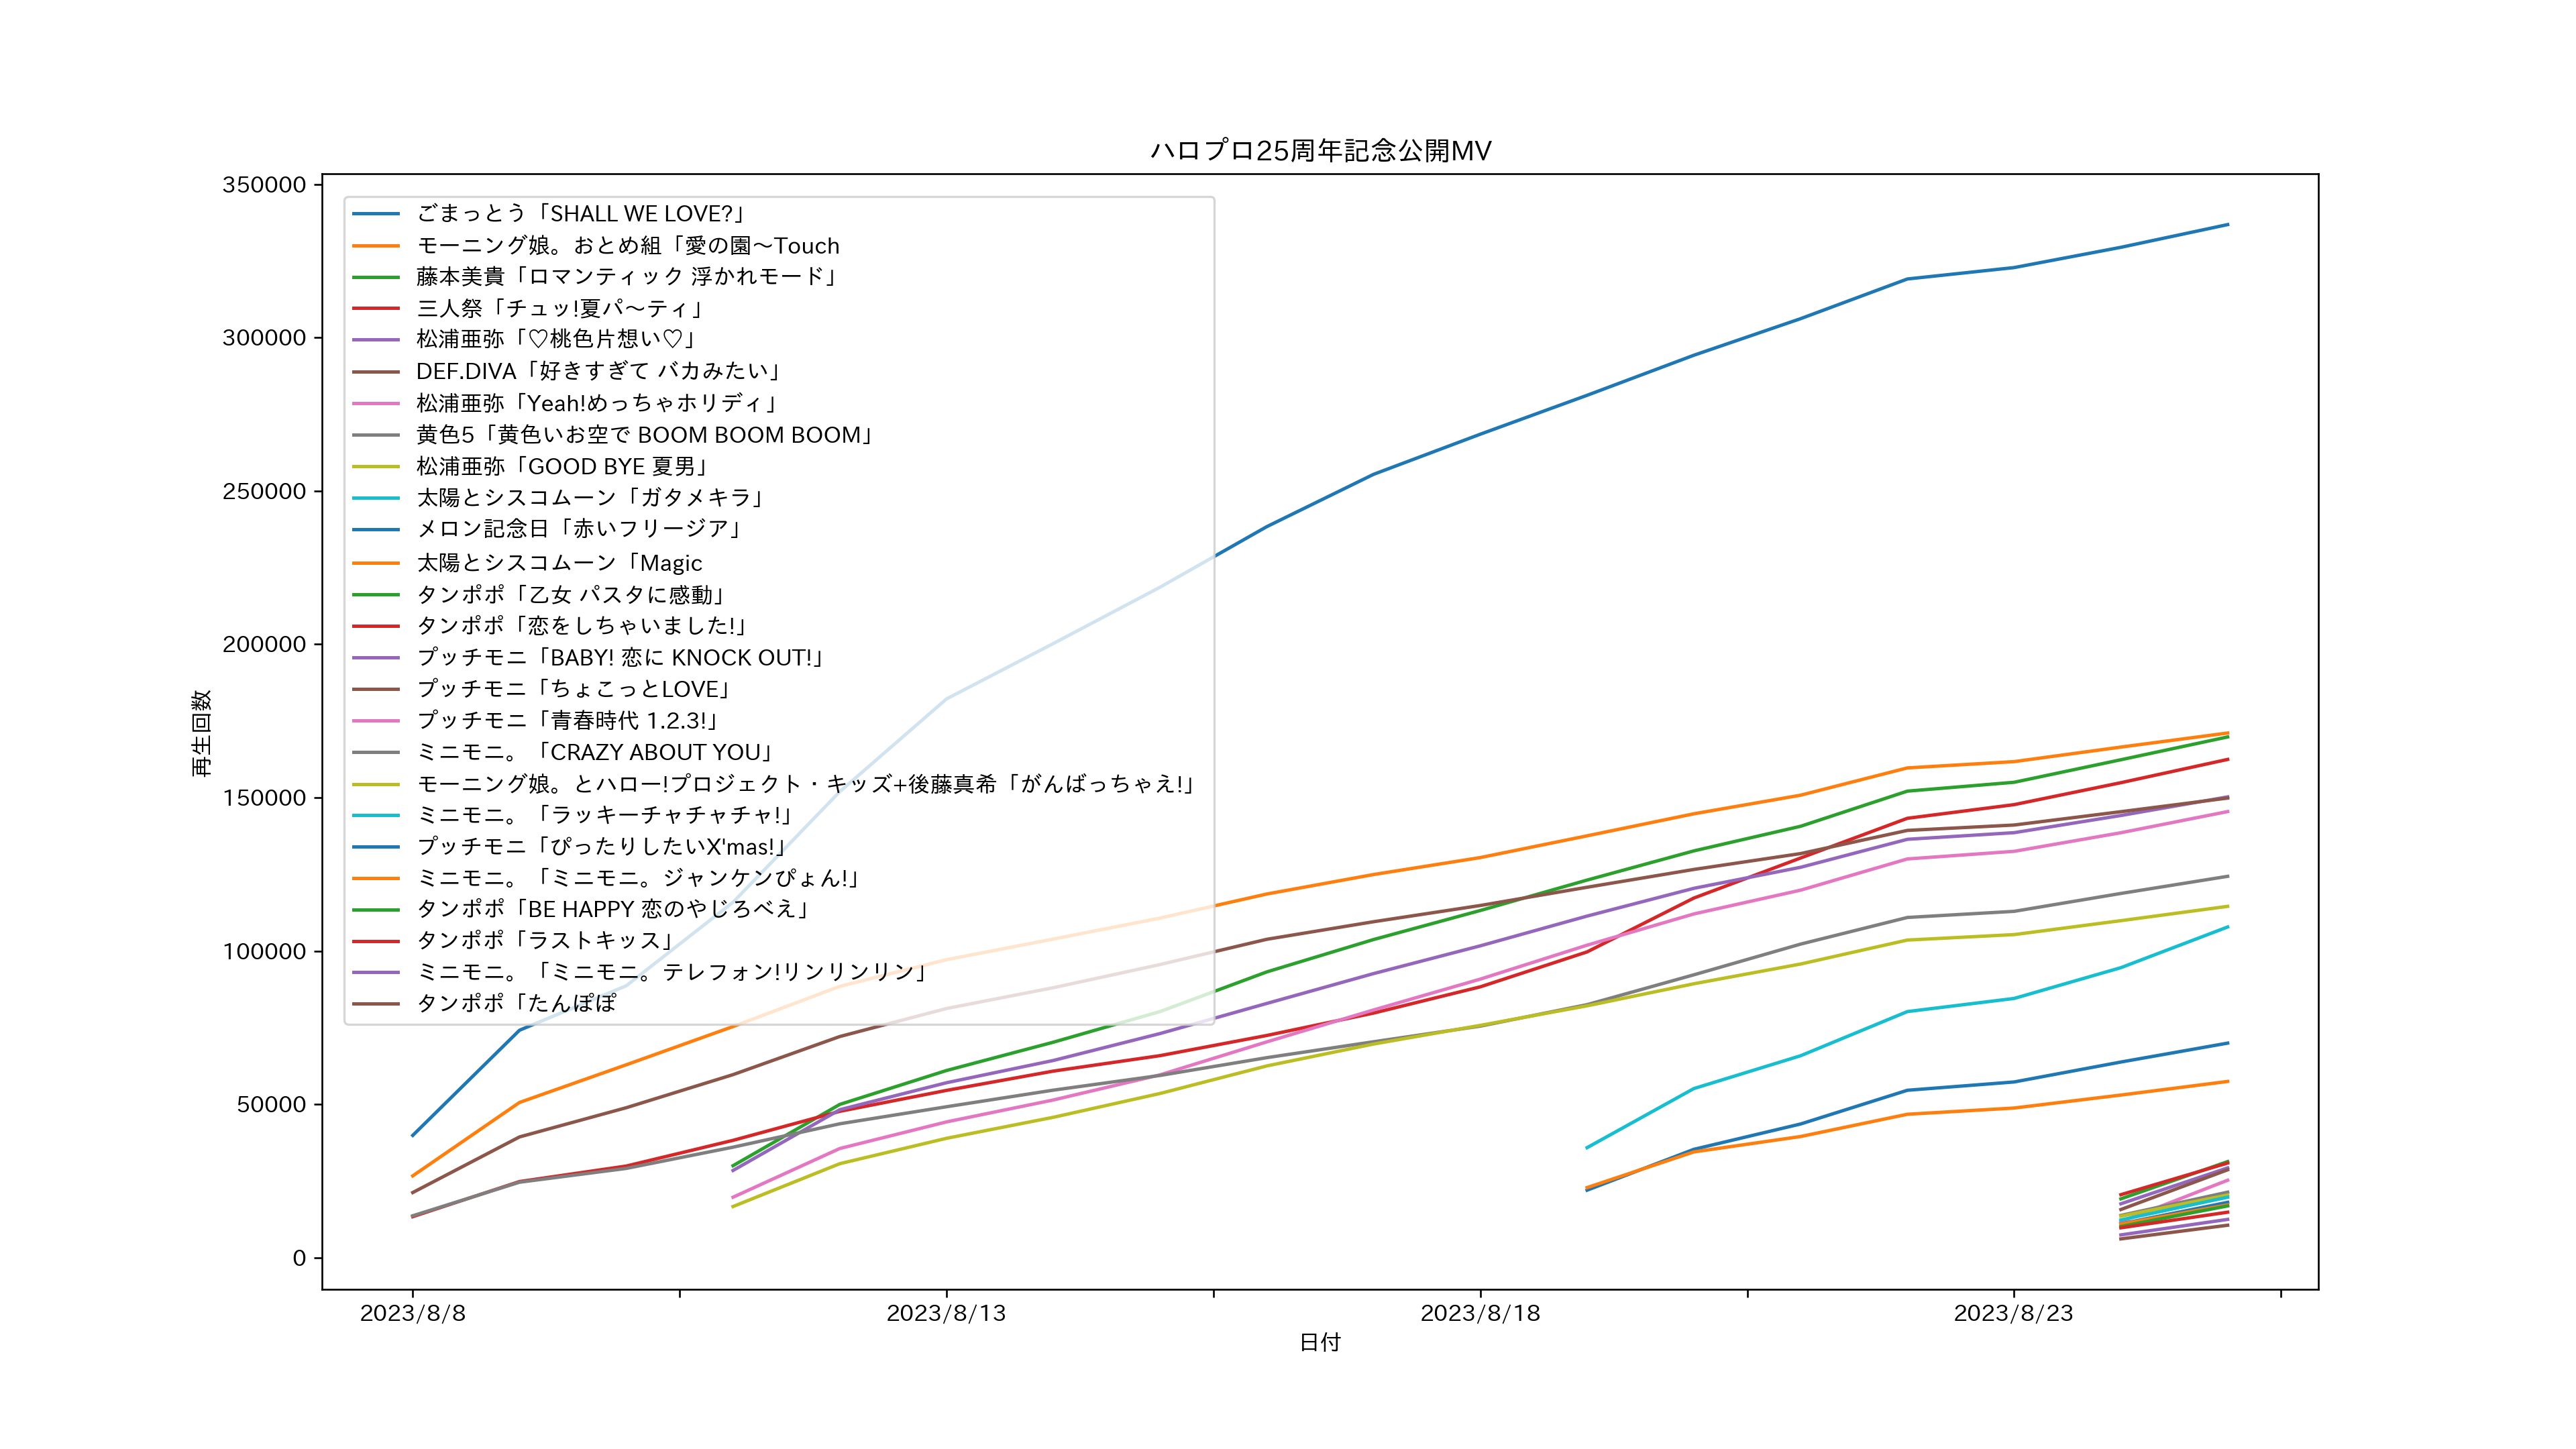 ハロプロ25周年記念公開MV
350000
300000
250000
200000
150000
100000
50000
0
再生回数
ごまっとう「SHALL WE LOVE?」
モーニング娘。おとめ組「愛の園～Touch
藤本美貴「ロマンティック 浮かれモード」
三人祭「チュッ!夏パ～ティ」
松浦亜弥「♡桃色片想い♡」
DEF.DIVA「好きすぎて バカみたい」
松浦亜弥「Yeah!めっちゃホリディ」
黄色5「黄色いお空で BOOM BOOM BOOM」
松浦亜弥「GOOD BYE 夏男」
太陽とシスコムーン「ガタメキラ」
メロン記念日「赤いフリージア」
太陽とシスコムーン「Magic
タンポポ「乙女 パスタに感動」
タンポポ「恋をしちゃいました!」
プッチモニ「BABY! 恋に KNOCK OUT!」
プッチモニ「ちょこっとLOVE」
プッチモニ「青春時代 1.2.3!」
ミニモニ。「CRAZY ABOUT YOU」
モーニング娘。とハロー!プロジェクト・キッズ+後藤真希「がんばっちゃえ!」
ミニモニ。「ラッキーチャチャチャ!」
プッチモニ「ぴったりしたいX'mas!」
ミニモニ。「ミニモニ。ジャンケンぴょん!」
タンポポ「BE HAPPY 恋のやじろべえ」
タンポポ「ラストキッス」
ミニモニ。「ミニモニ。テレフォン!リンリンリン」
タンポポ「たんぽぽ
2023/8/8
2023/8/13
2023/8/18
2023/8/23
日付